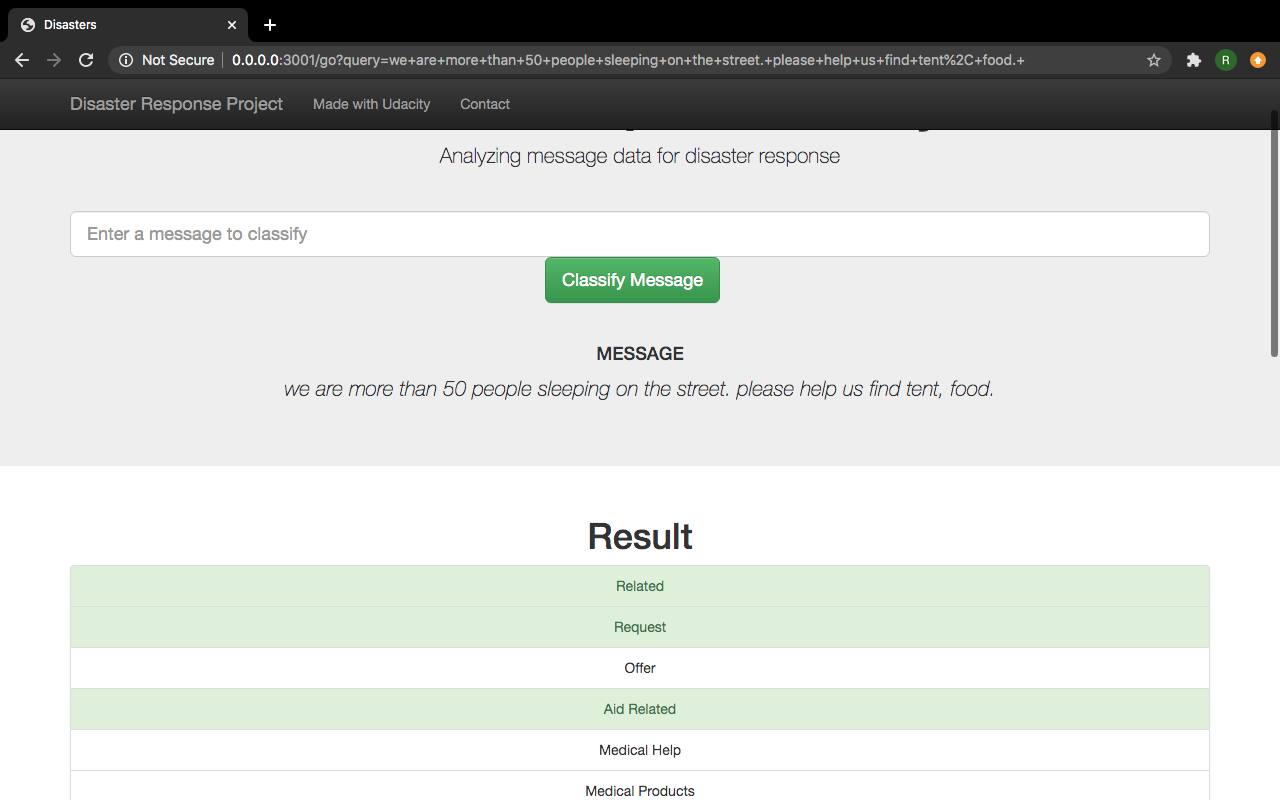 Disasters
Not Secure 0.0.0.0:3001/go?query=we+are+more+than+50+people+sleeping+on+the+street.+please+help+us+find+tent%2C+food.+
R
Disaster Response Project Made with Udacity Contact
Analyzing message data for disaster response
Enter a message to classify
Classify Message
MESSAGE
we are more than 50 people sleeping on the street. please help us find tent, food.
Result
Related
Request
Offer
Aid Related
Medical Help
Medical Products